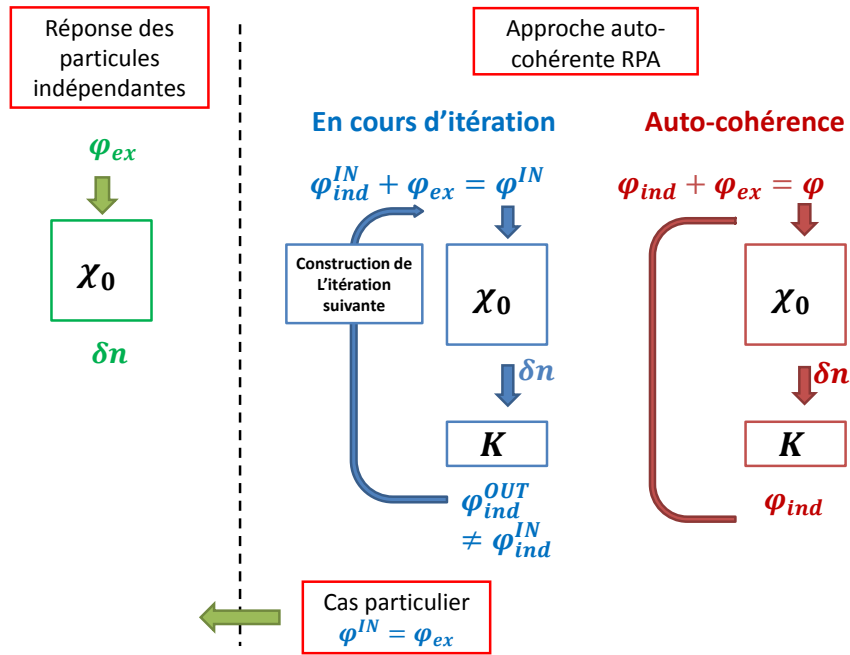 Réponse des
particules
indépendantes
φ_ex
χ_0
δn
Approche auto-
cohérente RPA
En cours d'itération
φ_ind^IN + φ_ex = φ^IN
Construction de
L'itération
suivante
χ_0
δn
K
φ_ind^OUT
≠ φ_ind^IN
Auto-cohérence
φ_ind + φ_ex = φ
χ_0
δn
K
φ_ind
Cas particulier
φ^IN = φ_ex